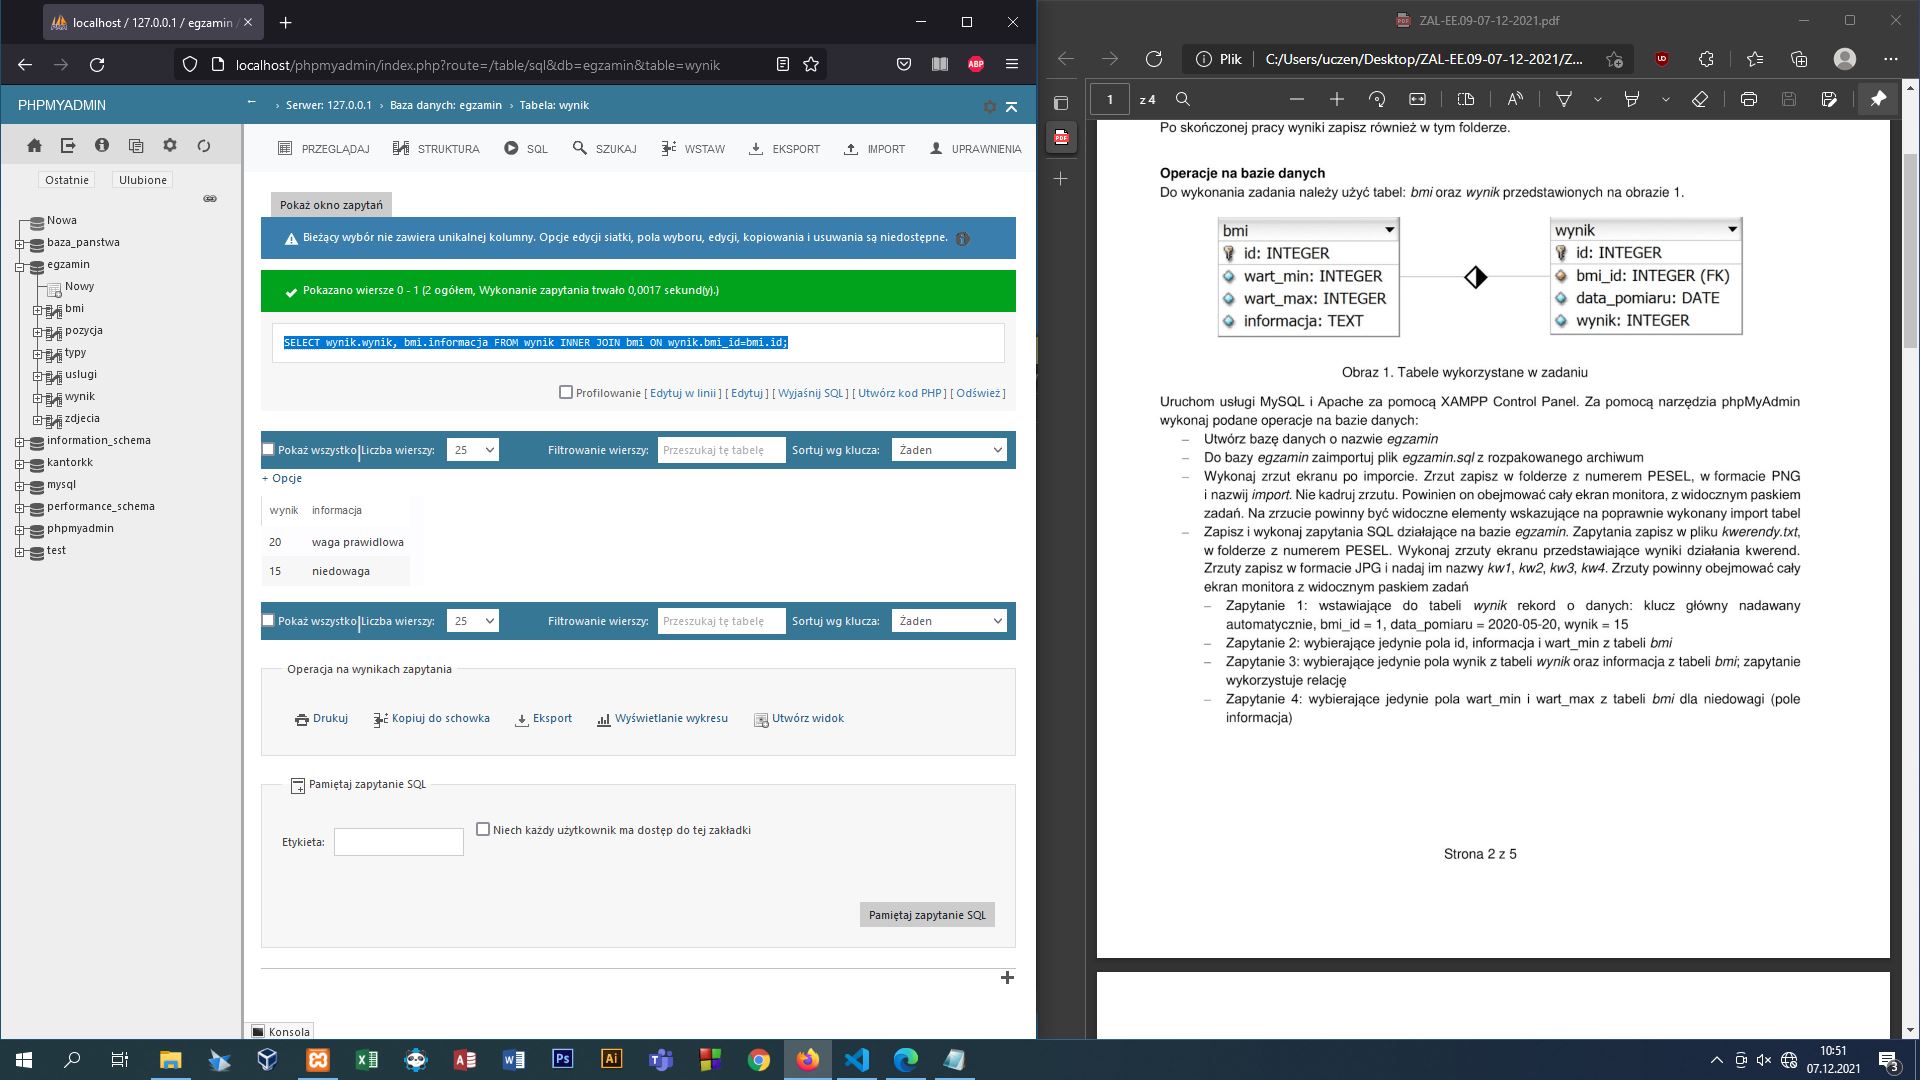 localhost / 127.0.0.1 / egzamin
localhost/phpmyadmin/index.php?route=/table/sql&db=egzamin&table=wynik
ABP
PHPMYADMIN
Ostatnie
Ulubione
Nowa
baza_panstwa
egzamin
Nowy
bmi
pozycja
typy
uslugi
wynik
zdjecia
information_schema
kantorkk
mysql
performance_schema
phpmyadmin
test
← › Serwer: 127.0.0.1 › Baza danych: egzamin › Tabela: wynik
PRZEGLĄDAJ STRUKTURA SQL SZUKAJ WSTAW EKSPORT IMPORT UPRAWNIENIA
Pokaż okno zapytań
Bieżący wybór nie zawiera unikalnej kolumny. Opcje edycji siatki, pola wyboru, edycji, kopiowania i usuwania są niedostępne.
Pokazano wiersze 0 - 1 (2 ogółem, Wykonanie zapytania trwało 0,0017 sekund(y).)
SELECT wynik.wynik, bmi.informacja FROM wynik INNER JOIN bmi ON wynik.bmi_id=bmi.id;
Profilowanie [ Edytuj w linii ] [ Edytuj ] [ Wyjaśnij SQL ] [ Utwórz kod PHP ] [ Odśwież ]
Pokaż wszystko Liczba wierszy: 25 Filtrowanie wierszy: Przeszukaj tę tabelę Sortuj wg klucza: Żaden
+ Opcje
wynik informacja
20 waga prawidlowa
15 niedowaga
Pokaż wszystko Liczba wierszy: 25 Filtrowanie wierszy: Przeszukaj tę tabelę Sortuj wg klucza: Żaden
Operacja na wynikach zapytania
Drukuj Kopiuj do schowka Eksport Wyświetlanie wykresu Utwórz widok
Pamiętaj zapytanie SQL
Etykieta: Niech każdy użytkownik ma dostęp do tej zakładki
Pamiętaj zapytanie SQL
Konsola
ZAL-EE.09-07-12-2021.pdf
Plik C:/Users/uczen/Desktop/ZAL-EE.09-07-12-2021/Z...
1 z 4
Po skończonej pracy wyniki zapisz również w tym folderze.
Operacje na bazie danych
Do wykonania zadania należy użyć tabel: bmi oraz wynik przedstawionych na obrazie 1.
bmi
id: INTEGER
wart_min: INTEGER
wart_max: INTEGER
informacja: TEXT
wynik
id: INTEGER
bmi_id: INTEGER (FK)
data_pomiaru: DATE
wynik: INTEGER
Obraz 1. Tabele wykorzystane w zadaniu
Uruchom usługi MySQL i Apache za pomocą XAMPP Control Panel. Za pomocą narzędzia phpMyAdmin
wykonaj podane operacje na bazie danych:
– Utwórz bazę danych o nazwie egzamin
– Do bazy egzamin zaimportuj plik egzamin.sql z rozpakowanego archiwum
– Wykonaj zrzut ekranu po imporcie. Zrzut zapisz w folderze z numerem PESEL, w formacie PNG
i nazwij import. Nie kadruj zrzutu. Powinien on obejmować cały ekran monitora, z widocznym paskiem
zadań. Na zrzucie powinny być widoczne elementy wskazujące na poprawnie wykonany import tabel
– Zapisz i wykonaj zapytania SQL działające na bazie egzamin. Zapytania zapisz w pliku kwerendy.txt,
w folderze z numerem PESEL. Wykonaj zrzuty ekranu przedstawiające wyniki działania kwerend.
Zrzuty zapisz w formacie JPG i nadaj im nazwy kw1, kw2, kw3, kw4. Zrzuty powinny obejmować cały
ekran monitora z widocznym paskiem zadań
– Zapytanie 1: wstawiające do tabeli wynik rekord o danych: klucz główny nadawany
automatycznie, bmi_id = 1, data_pomiaru = 2020-05-20, wynik = 15
– Zapytanie 2: wybierające jedynie pola id, informacja i wart_min z tabeli bmi
– Zapytanie 3: wybierające jedynie pola wynik z tabeli wynik oraz informacja z tabeli bmi; zapytanie
wykorzystuje relację
– Zapytanie 4: wybierające jedynie pola wart_min i wart_max z tabeli bmi dla niedowagi (pole
informacja)
Strona 2 z 5
Ps
Ai
10:51
07.12.2021
3